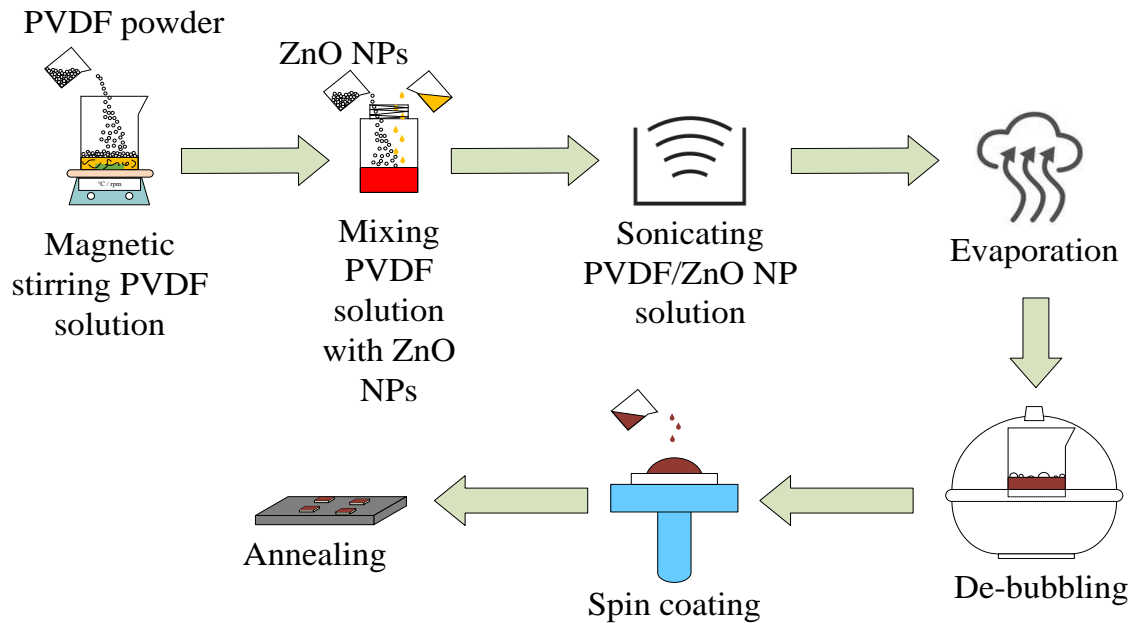 PVDF powder
ZnO NPs
°C / rpm
Magnetic
stirring PVDF
solution
Mixing
PVDF
solution
with ZnO
NPs
Sonicating
PVDF/ZnO NP
solution
Evaporation
De-bubbling
Spin coating
Annealing